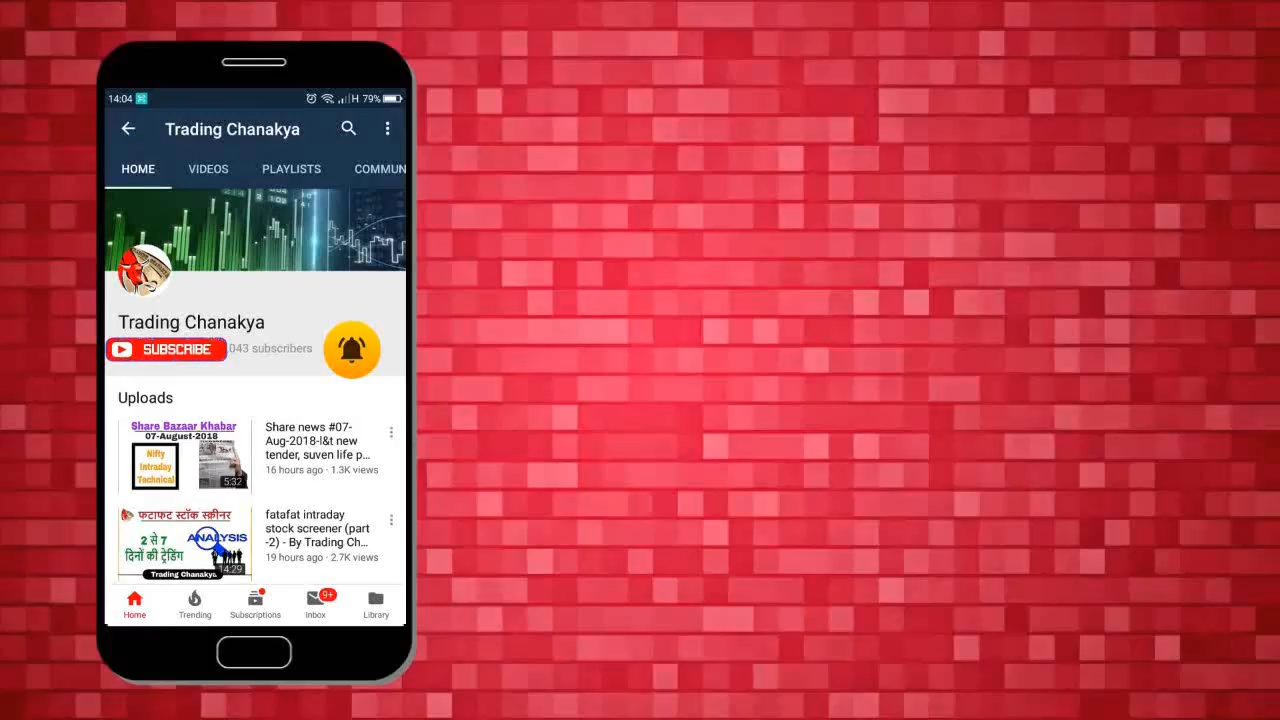 14:04
H 79%
Trading Chanakya
HOME VIDEOS PLAYLISTS COMMUN
Trading Chanakya
SUBSCRIBE 043 subscribers
Uploads
Share Bazaar Khabar
07-August-2018
Nifty
Intraday
Technical
5:32
Share news #07-
Aug-2018-l&t new
tender, suven life p...
16 hours ago · 1.3K views
फटाफट स्टॉक स्क्रीनर
2 से 7
दिनों की ट्रेडिंग
ANALYSIS
14:29
Trading Chanakya
fatafat intraday
stock screener (part
-2) - By Trading Ch...
19 hours ago · 2.7K views
Home Trending Subscriptions Inbox 9+ Library